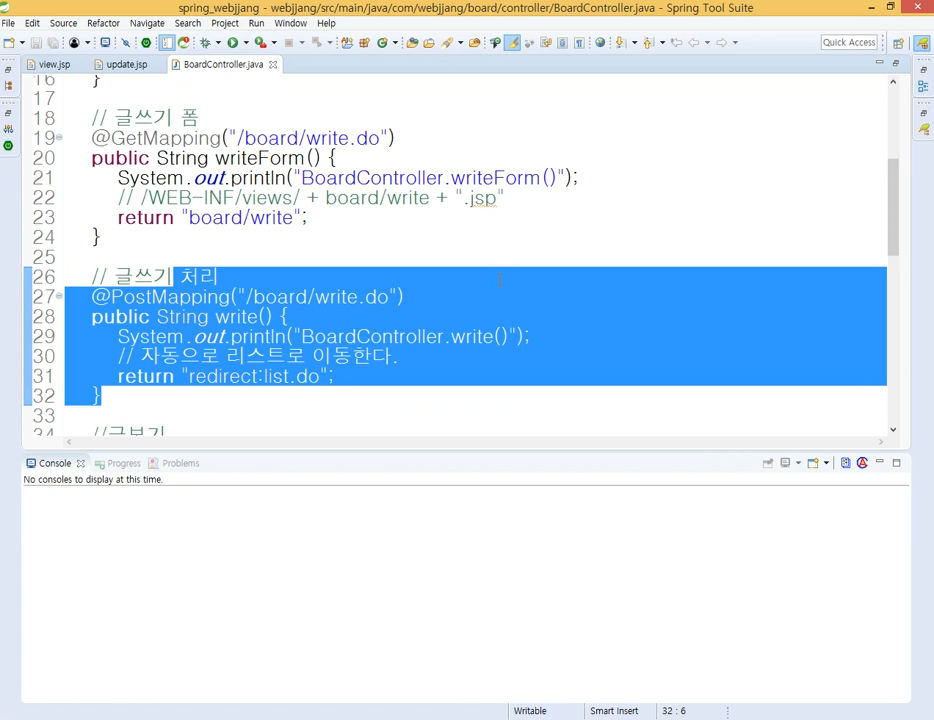 spring_webjjang - webjjang/src/main/java/com/webjjang/board/controller/BoardController.java - Spring Tool Suite
File Edit Source Refactor Navigate Search Project Run Window Help
Quick Access
view.jsp update.jsp BoardController.java
16 }
17
18 // 글쓰기 폼
19 @GetMapping("/board/write.do")
20 public String writeForm() {
21 System.out.println("BoardController.writeForm()");
22 // /WEB-INF/views/ + board/write + ".jsp"
23 return "board/write";
24 }
25
26 // 글쓰기 처리
27 @PostMapping("/board/write.do")
28 public String write() {
29 System.out.println("BoardController.write()");
30 // 자동으로 리스트로 이동한다.
31 return "redirect:list.do";
32 }
33
34 //글보기
Console Progress Problems
No consoles to display at this time.
Writable Smart Insert 32 : 6